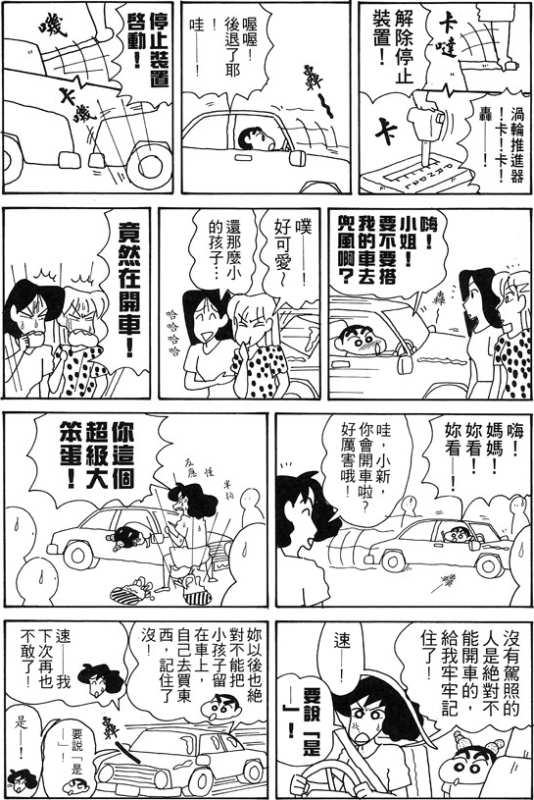 卡噠
解除停止
裝置！
渦輪推進器
！卡！卡！
轟——！
卡
喔喔！
後退了耶
哇！
轟
停止裝置
啟動！
嘰
卡
嘰
嗨！
小姐！
要不要搭
我的車去
兜風啊？
噗——！
好可愛~
還那麼小
的孩子…
哈哈哈哈
竟然在開車！
嗨！
媽媽！
妳看！
妳看！
哇，小新，
你會開車啦？
好厲害哦！
你這個
超級大
笨蛋！
反應
慢
半拍
沒有駕照的
人是絕對不
能開車的，
給我牢牢記
住了！
速—！
要說「是
—」！
妳以後也絕
對不能把
小孩子留
在車上，
自己去買東
西，記住了
沒！
速——我
下次再也
不敢了！
要說「是
—」！
是—！